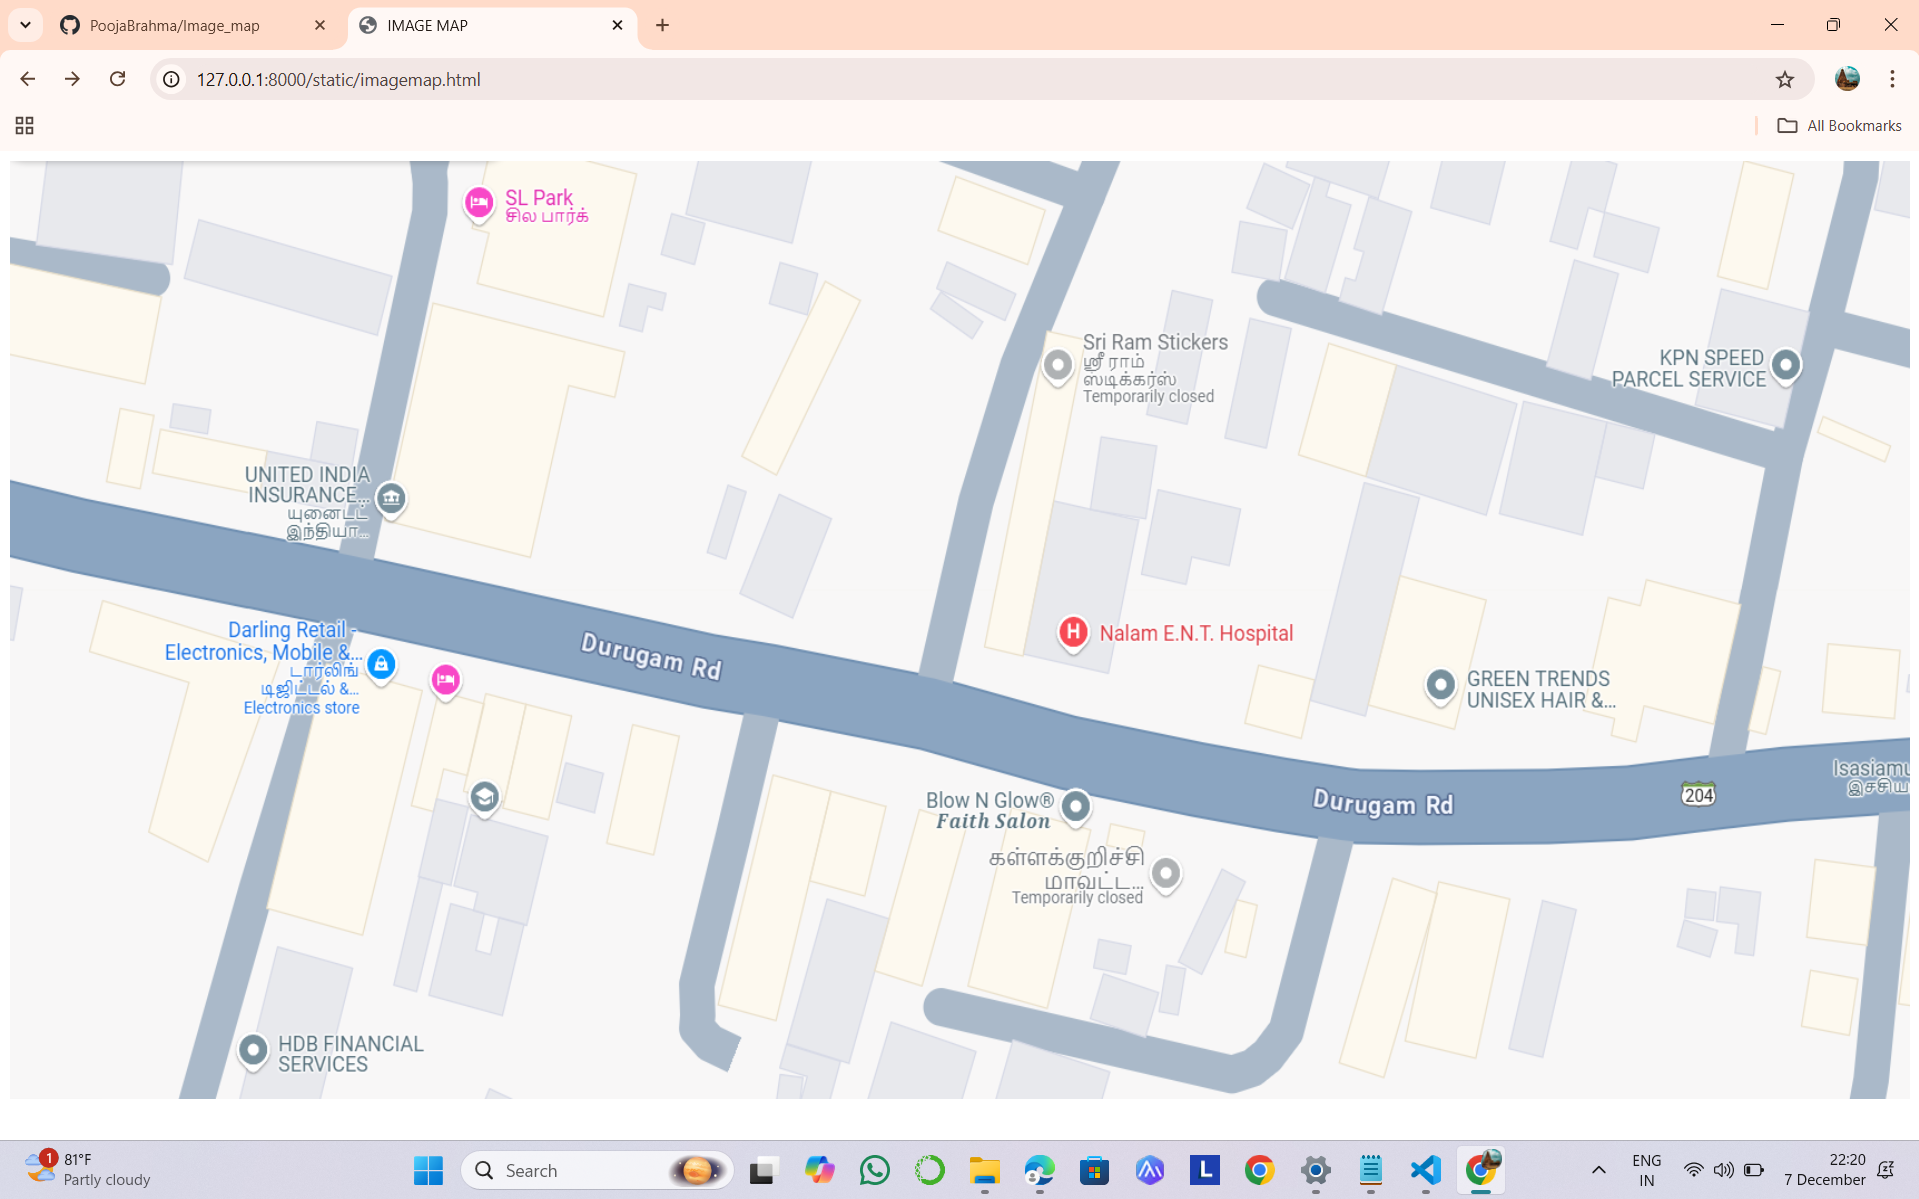 PoojaBrahma/Image_map
IMAGE MAP
127.0.0.1:8000/static/imagemap.html
All Bookmarks
SL Park
சில பார்க்
Sri Ram Stickers
ஸ்ரீ ராம்
ஸ்டிக்கர்ஸ்
Temporarily closed
KPN SPEED
PARCEL SERVICE
UNITED INDIA
INSURANCE...
யுனைடட்
இந்தியா...
Durugam Rd
Nalam E.N.T. Hospital
Darling Retail -
Electronics, Mobile &...
டார்லிங்
டிஜிட்டல் &...
Electronics store
GREEN TRENDS
UNISEX HAIR &...
Isasiamu
இசசிய
Durugam Rd
204
Blow N Glow®
Faith Salon
கள்ளக்குறிச்சி
மாவட்ட...
Temporarily closed
HDB FINANCIAL
SERVICES
1
81°F
Partly cloudy
Search
L
ENG
IN
22:20
7 December